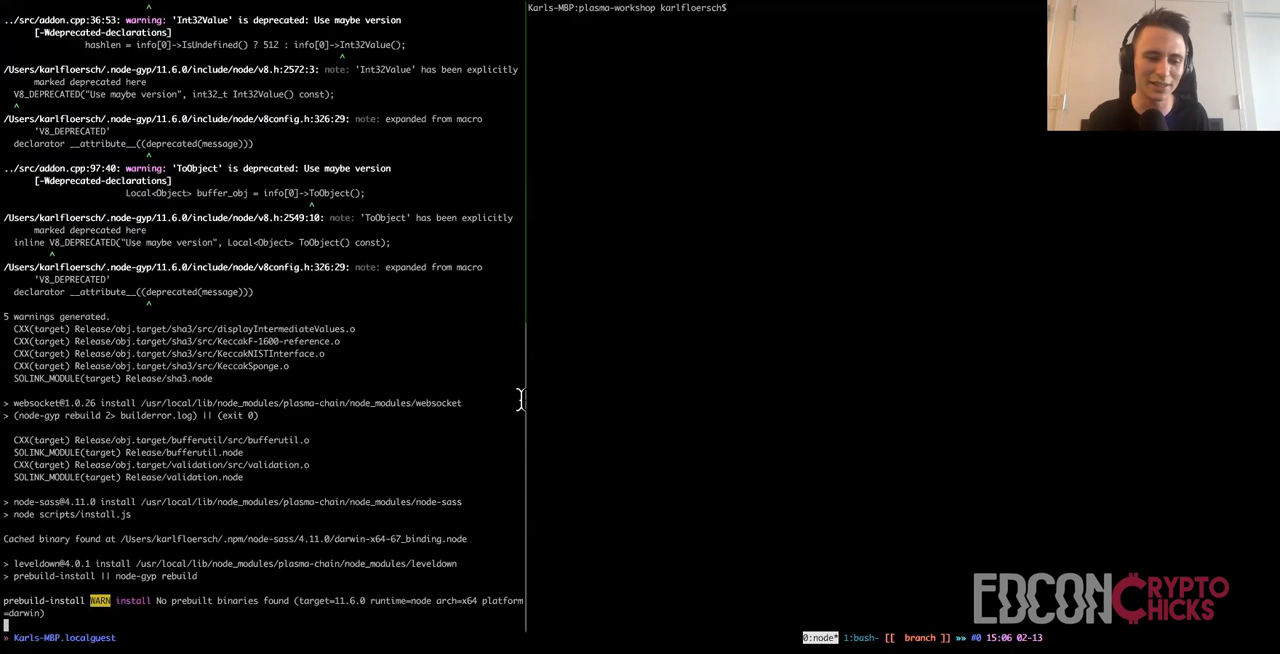 ^
../src/addon.cpp:36:53: warning: 'Int32Value' is deprecated: Use maybe version
[-Wdeprecated-declarations]
hashlen = info[0]->IsUndefined() ? 512 : info[0]->Int32Value();
^
/Users/karlfloersch/.node-gyp/11.6.0/include/node/v8.h:2572:3: note: 'Int32Value' has been explicitly
marked deprecated here
V8_DEPRECATED("Use maybe version", int32_t Int32Value() const);
^
/Users/karlfloersch/.node-gyp/11.6.0/include/node/v8config.h:326:29: note: expanded from macro
'V8_DEPRECATED'
declarator __attribute__((deprecated(message)))
^
../src/addon.cpp:97:40: warning: 'ToObject' is deprecated: Use maybe version
[-Wdeprecated-declarations]
Local<Object> buffer_obj = info[0]->ToObject();
^
/Users/karlfloersch/.node-gyp/11.6.0/include/node/v8.h:2549:10: note: 'ToObject' has been explicitly
marked deprecated here
inline V8_DEPRECATED("Use maybe version", Local<Object> ToObject() const);
^
/Users/karlfloersch/.node-gyp/11.6.0/include/node/v8config.h:326:29: note: expanded from macro
'V8_DEPRECATED'
declarator __attribute__((deprecated(message)))
^
5 warnings generated.
CXX(target) Release/obj.target/sha3/src/displayIntermediateValues.o
CXX(target) Release/obj.target/sha3/src/KeccakF-1600-reference.o
CXX(target) Release/obj.target/sha3/src/KeccakNISTInterface.o
CXX(target) Release/obj.target/sha3/src/KeccakSponge.o
SOLINK_MODULE(target) Release/sha3.node
> websocket@1.0.26 install /usr/local/lib/node_modules/plasma-chain/node_modules/websocket
> (node-gyp rebuild 2> builderror.log) || (exit 0)
CXX(target) Release/obj.target/bufferutil/src/bufferutil.o
SOLINK_MODULE(target) Release/bufferutil.node
CXX(target) Release/obj.target/validation/src/validation.o
SOLINK_MODULE(target) Release/validation.node
> node-sass@4.11.0 install /usr/local/lib/node_modules/plasma-chain/node_modules/node-sass
> node scripts/install.js
Cached binary found at /Users/karlfloersch/.npm/node-sass/4.11.0/darwin-x64-67_binding.node
> leveldown@4.0.1 install /usr/local/lib/node_modules/plasma-chain/node_modules/leveldown
> prebuild-install || node-gyp rebuild
prebuild-install WARN install No prebuilt binaries found (target=11.6.0 runtime=node arch=x64 platform
=darwin)
Karls-MBP:plasma-workshop karlfloersch$
EDCON CRYPTO
CHICKS
» Karls-MBP.localguest
0:node* 1:bash- [[ branch ]] »» #0 15:06 02-13